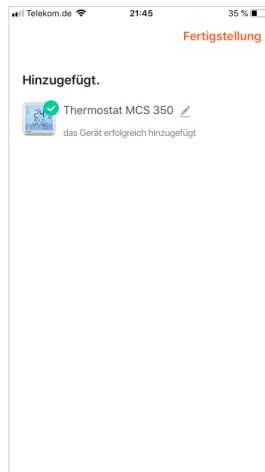 Telekom.de 21:45 35 %
Fertigstellung
Hinzugefügt.
Thermostat MCS 350
das Gerät erfolgreich hinzugefügt